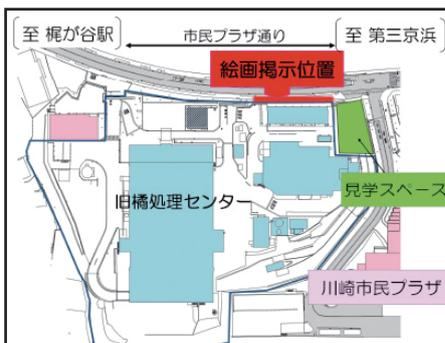 至 梶が谷駅
市民プラザ通り
至 第三京浜
絵画掲示位置
旧橘処理センター
見学スペース
川崎市民プラザ